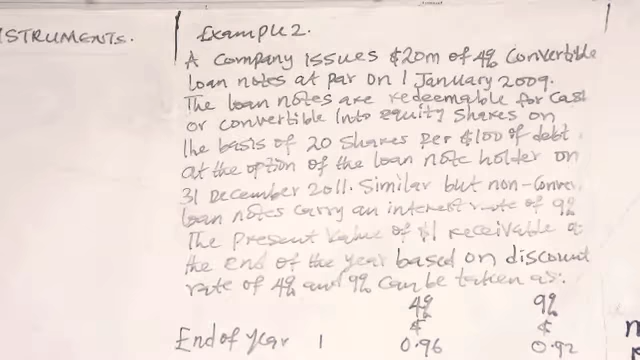 STRUMENTS.
Example 2.
A Company issues $20m of 4% Convertible
loan notes at par on 1 January 2009.
The loan notes are redeemable for Cas
or convertible into equity shares on
the basis of 20 Shares per $100 of debt
at the option of the loan note holder on
31 December 2011. Similar but non-Conve
loan notes carry an interest rate of 9%
The Present Value of $1 receivable a
the end of the year based on discount
rate of 4% and 9% can be taken as:
4% 9%
$ $
End of year 1 0.96 0.92